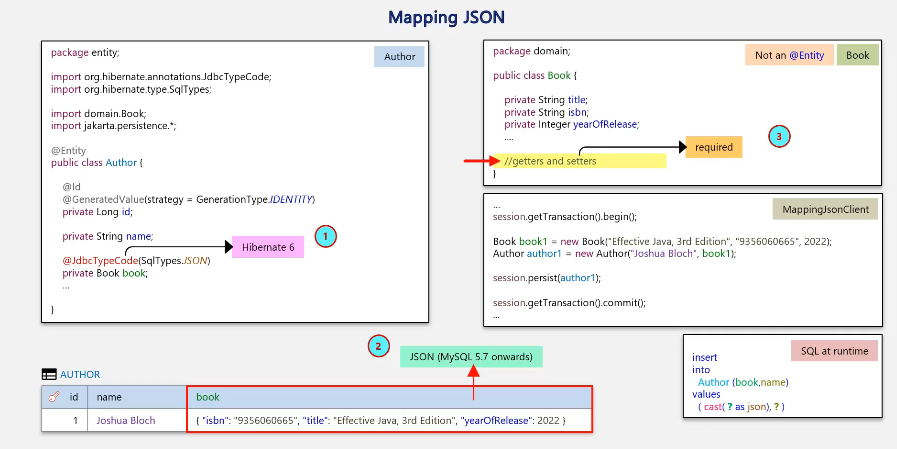 Mapping JSON
Author
package entity;
import org.hibernate.annotations.JdbcTypeCode;
import org.hibernate.type.SqlTypes;
import domain.Book;
import jakarta.persistence.*;
@Entity
public class Author {
@Id
@GeneratedValue(strategy = GenerationType.IDENTITY)
private Long id;
private String name;
1
Hibernate 6
@JdbcTypeCode(SqlTypes.JSON)
private Book book;
...
}
Not an @Entity
Book
package domain;
public class Book {
private String title;
private String isbn;
private Integer yearOfRelease;
....
3
required
//getters and setters
}
MappingJsonClient
...
session.getTransaction().begin();
Book book1 = new Book("Effective Java, 3rd Edition", "9356060665", 2022);
Author author1 = new Author("Joshua Bloch", book1);
session.persist(author1);
session.getTransaction().commit();
...
2
JSON (MySQL 5.7 onwards)
AUTHOR
id name book
1 Joshua Bloch { "isbn": "9356060665", "title": "Effective Java, 3rd Edition", "yearOfRelease": 2022 }
SQL at runtime
insert
into
Author (book,name)
values
( cast( ? as json), ? )